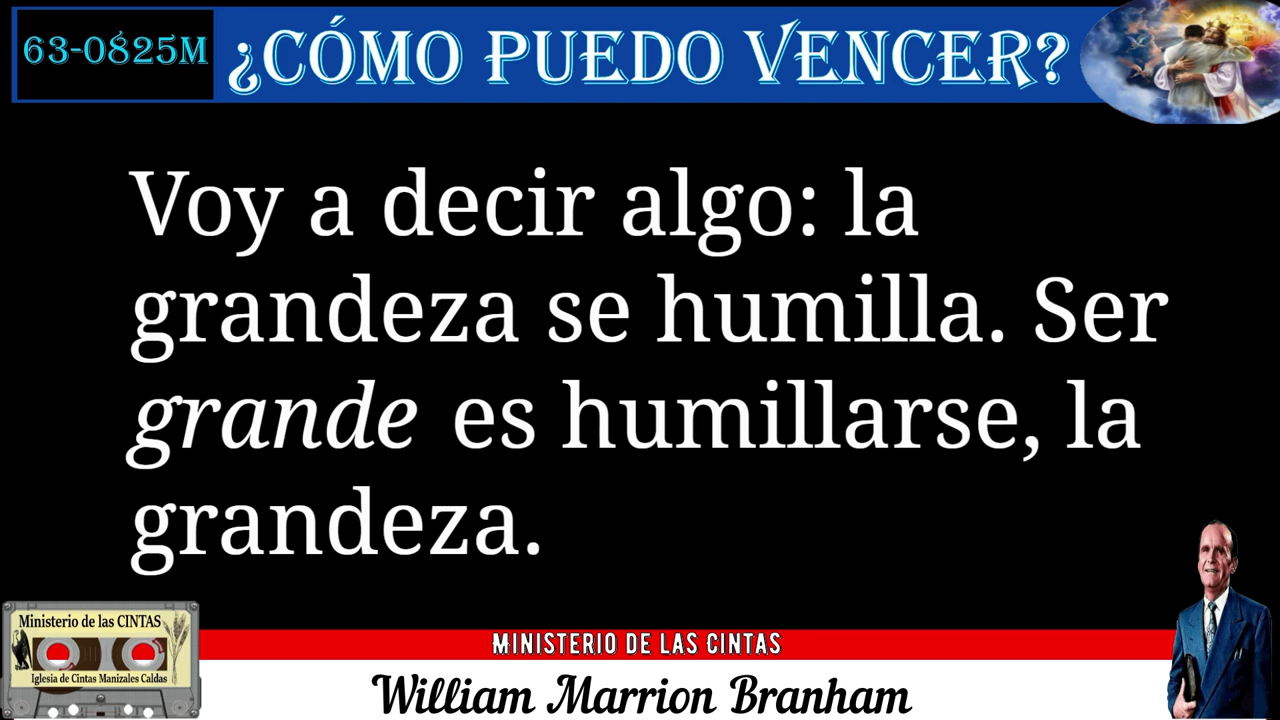 63-0825M
¿CÓMO PUEDO VENCER?
Voy a decir algo: la
grandeza se humilla. Ser
grande es humillarse, la
grandeza.
Ministerio de las CINTAS
Iglesia de Cintas Manizales Caldas
MINISTERIO DE LAS CINTAS
William Marrion Branham